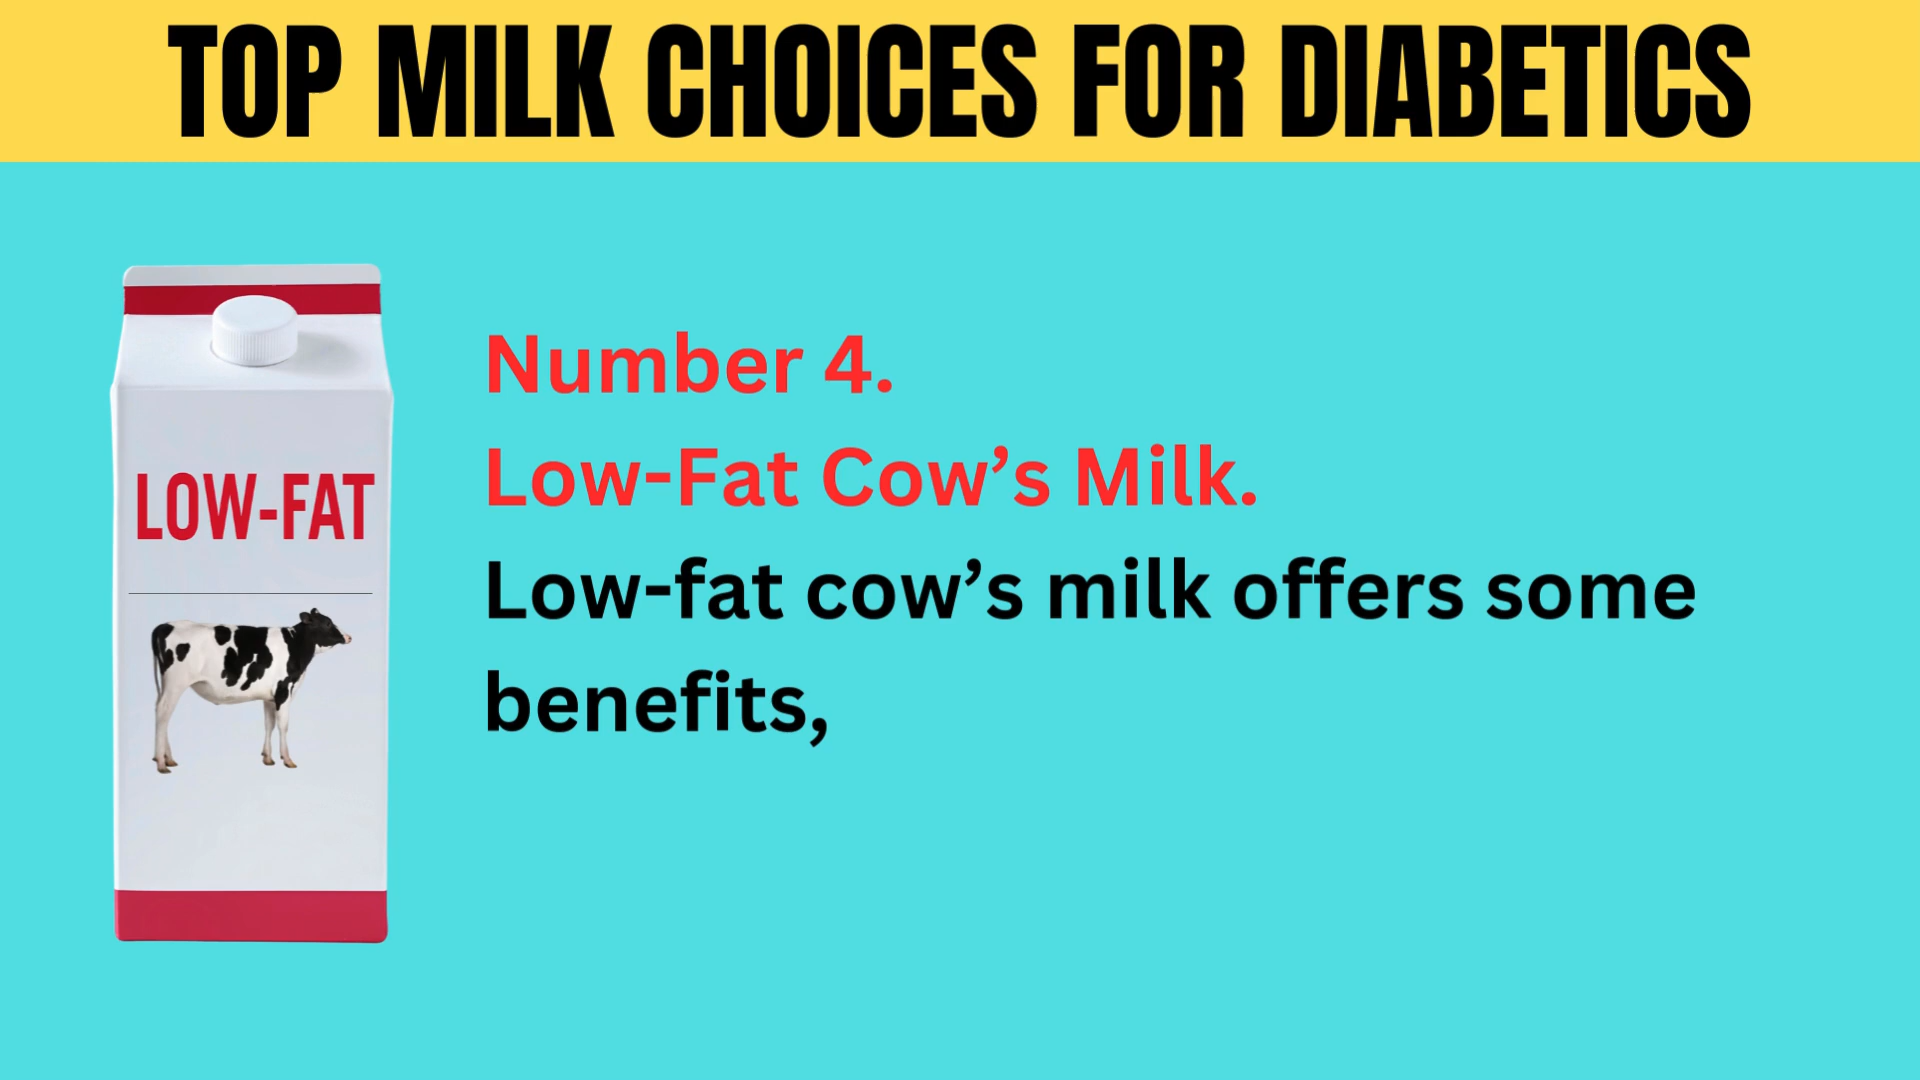 TOP MILK CHOICES FOR DIABETICS
LOW-FAT
Number 4.
Low-Fat Cow’s Milk.
Low-fat cow’s milk offers some
benefits,